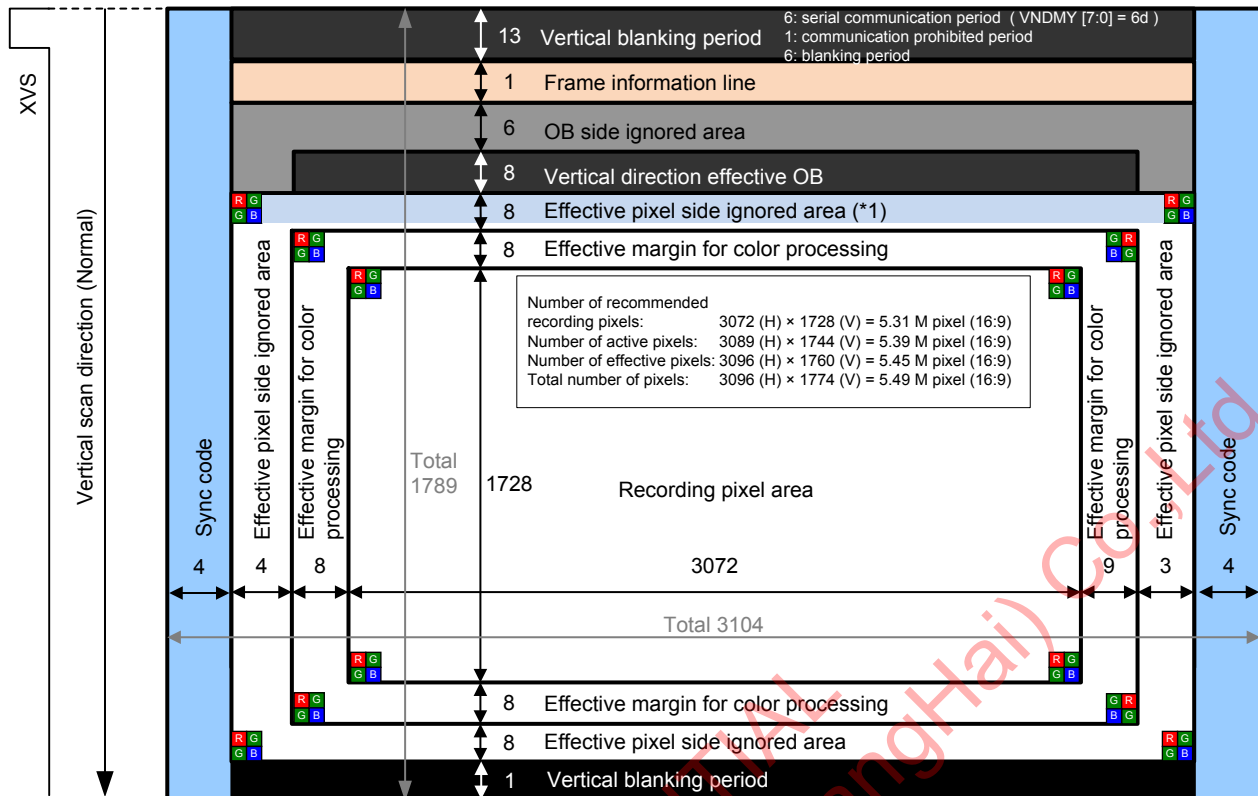 XVS
Vertical scan direction (Normal)
13 Vertical blanking period
6: serial communication period ( VNDMY [7:0] = 6d )
1: communication prohibited period
6: blanking period
1 Frame information line
6 OB side ignored area
8 Vertical direction effective OB
R G R G
G B G B
8 Effective pixel side ignored area (*1)
R G G R
G B B G
8 Effective margin for color processing
R G R G
G B G B
Number of recommended
recording pixels: 3072 (H) × 1728 (V) = 5.31 M pixel (16:9)
Number of active pixels: 3089 (H) × 1744 (V) = 5.39 M pixel (16:9)
Number of effective pixels: 3096 (H) × 1760 (V) = 5.45 M pixel (16:9)
Total number of pixels: 3096 (H) × 1774 (V) = 5.49 M pixel (16:9)
Sync code
Effective pixel side ignored area
Effective margin for color
processing
Total
1789
1728
Recording pixel area
Effective margin for color
processing
Effective pixel side ignored area
Sync code
4 4 8 3072 9 3 4
Total 3104
R G R G
G B G B
R G G R
G B B G
8 Effective margin for color processing
R G R G
G B G B
8 Effective pixel side ignored area
1 Vertical blanking period
TIAL
angHai) Co.,Ltd